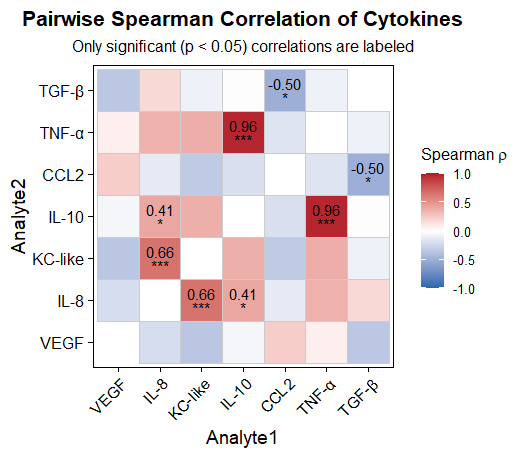 Pairwise Spearman Correlation of Cytokines
Only significant (p < 0.05) correlations are labeled
TGF-β
TNF-α
CCL2
IL-10
KC-like
IL-8
VEGF
Analyte2
-0.50
*
0.96
***
-0.50
*
0.41
*
0.96
***
0.66
***
0.66
***
0.41
*
VEGF
IL-8
KC-like
IL-10
CCL2
TNF-α
TGF-β
Analyte1
Spearman ρ
1.0
0.5
0.0
-0.5
-1.0